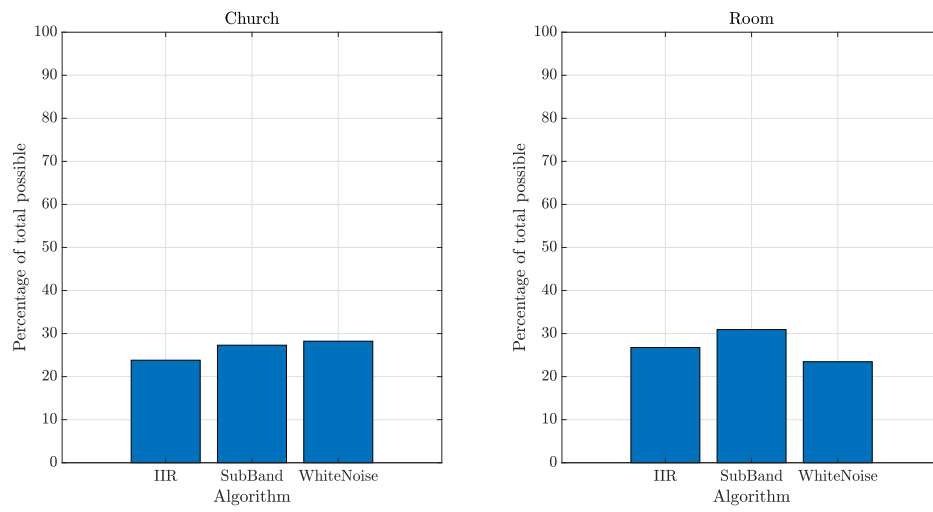 Church
100
90
80
70
60
50
40
30
20
10
0
Percentage of total possible
IIR SubBand WhiteNoise
Algorithm
Room
100
90
80
70
60
50
40
30
20
10
0
Percentage of total possible
IIR SubBand WhiteNoise
Algorithm